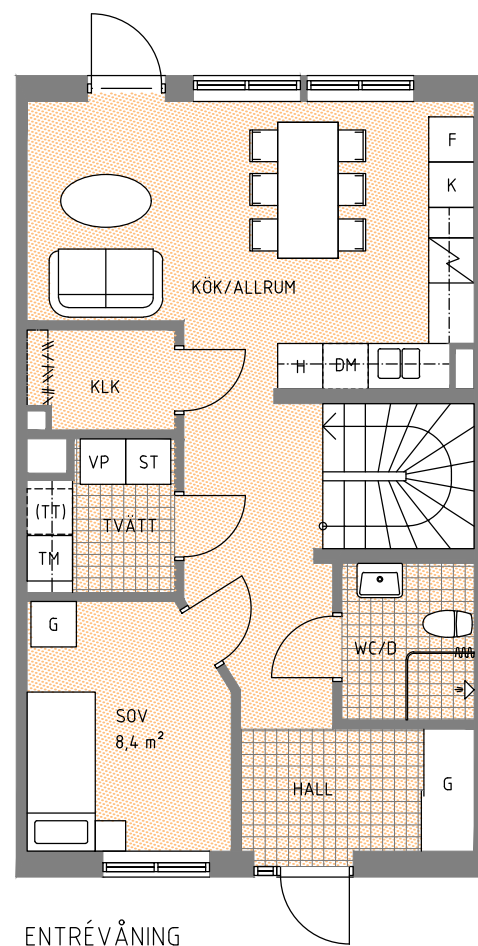 F
K
KÖK/ALLRUM
H DM
KLK
VP ST
(TT)
TVÄTT
TM
G
WC/D
SOV
8,4 m²
HALL
G
ENTRÉVÅNING